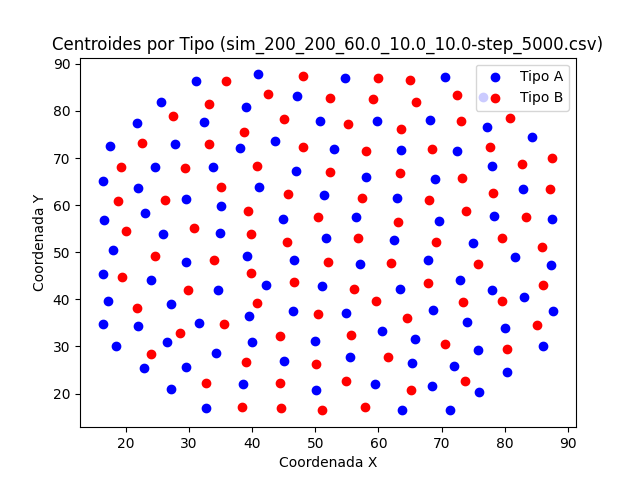 Centroides por Tipo (sim_200_200_60.0_10.0_10.0-step_5000.csv)
Tipo A
Tipo B
90
80
70
60
50
40
30
20
Coordenada Y
20 30 40 50 60 70 80 90
Coordenada X